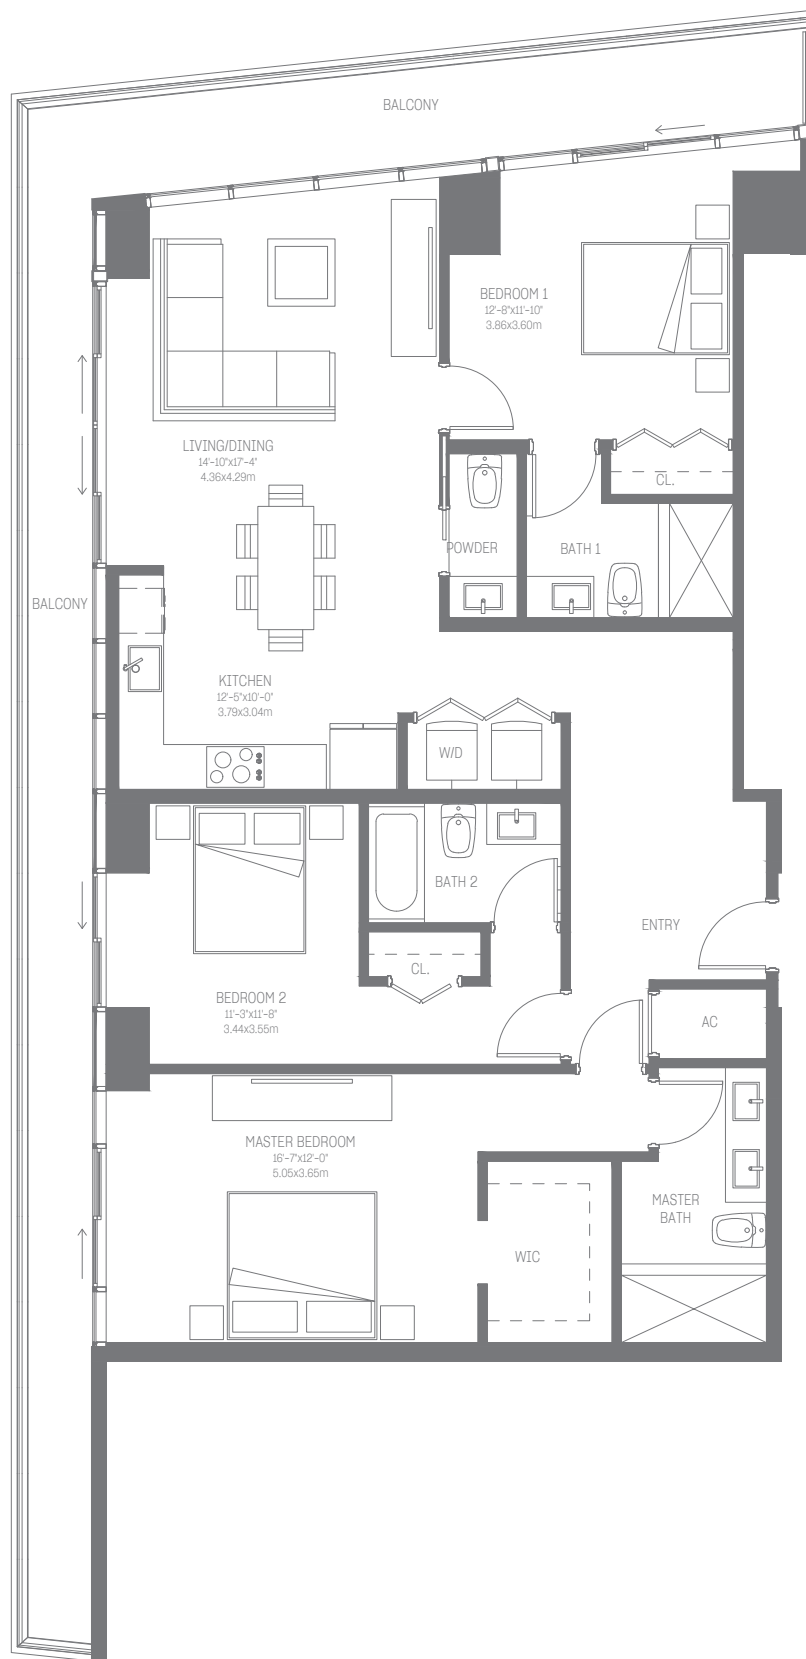 BALCONY
BEDROOM 1
12'-8"x11'-10"
3.86x3.60m
LIVING/DINING
14'-10"x17'-4"
4.36x4.29m
CL.
POWDER
BATH 1
BALCONY
KITCHEN
12'-5"x10'-0"
3.79x3.04m
W/D
BATH 2
ENTRY
CL.
BEDROOM 2
11'-3"x11'-8"
3.44x3.55m
AC
MASTER BEDROOM
16'-7"x12'-0"
5.05x3.65m
MASTER
BATH
WIC